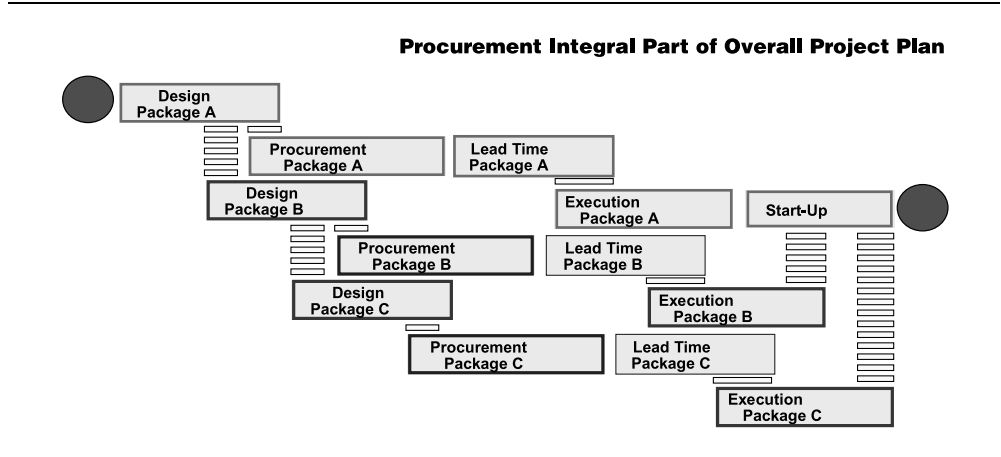 Procurement Integral Part of Overall Project Plan
Design
Package A
Procurement
Package A
Lead Time
Package A
Design
Package B
Execution
Package A
Start-Up
Procurement
Package B
Lead Time
Package B
Design
Package C
Execution
Package B
Procurement
Package C
Lead Time
Package C
Execution
Package C